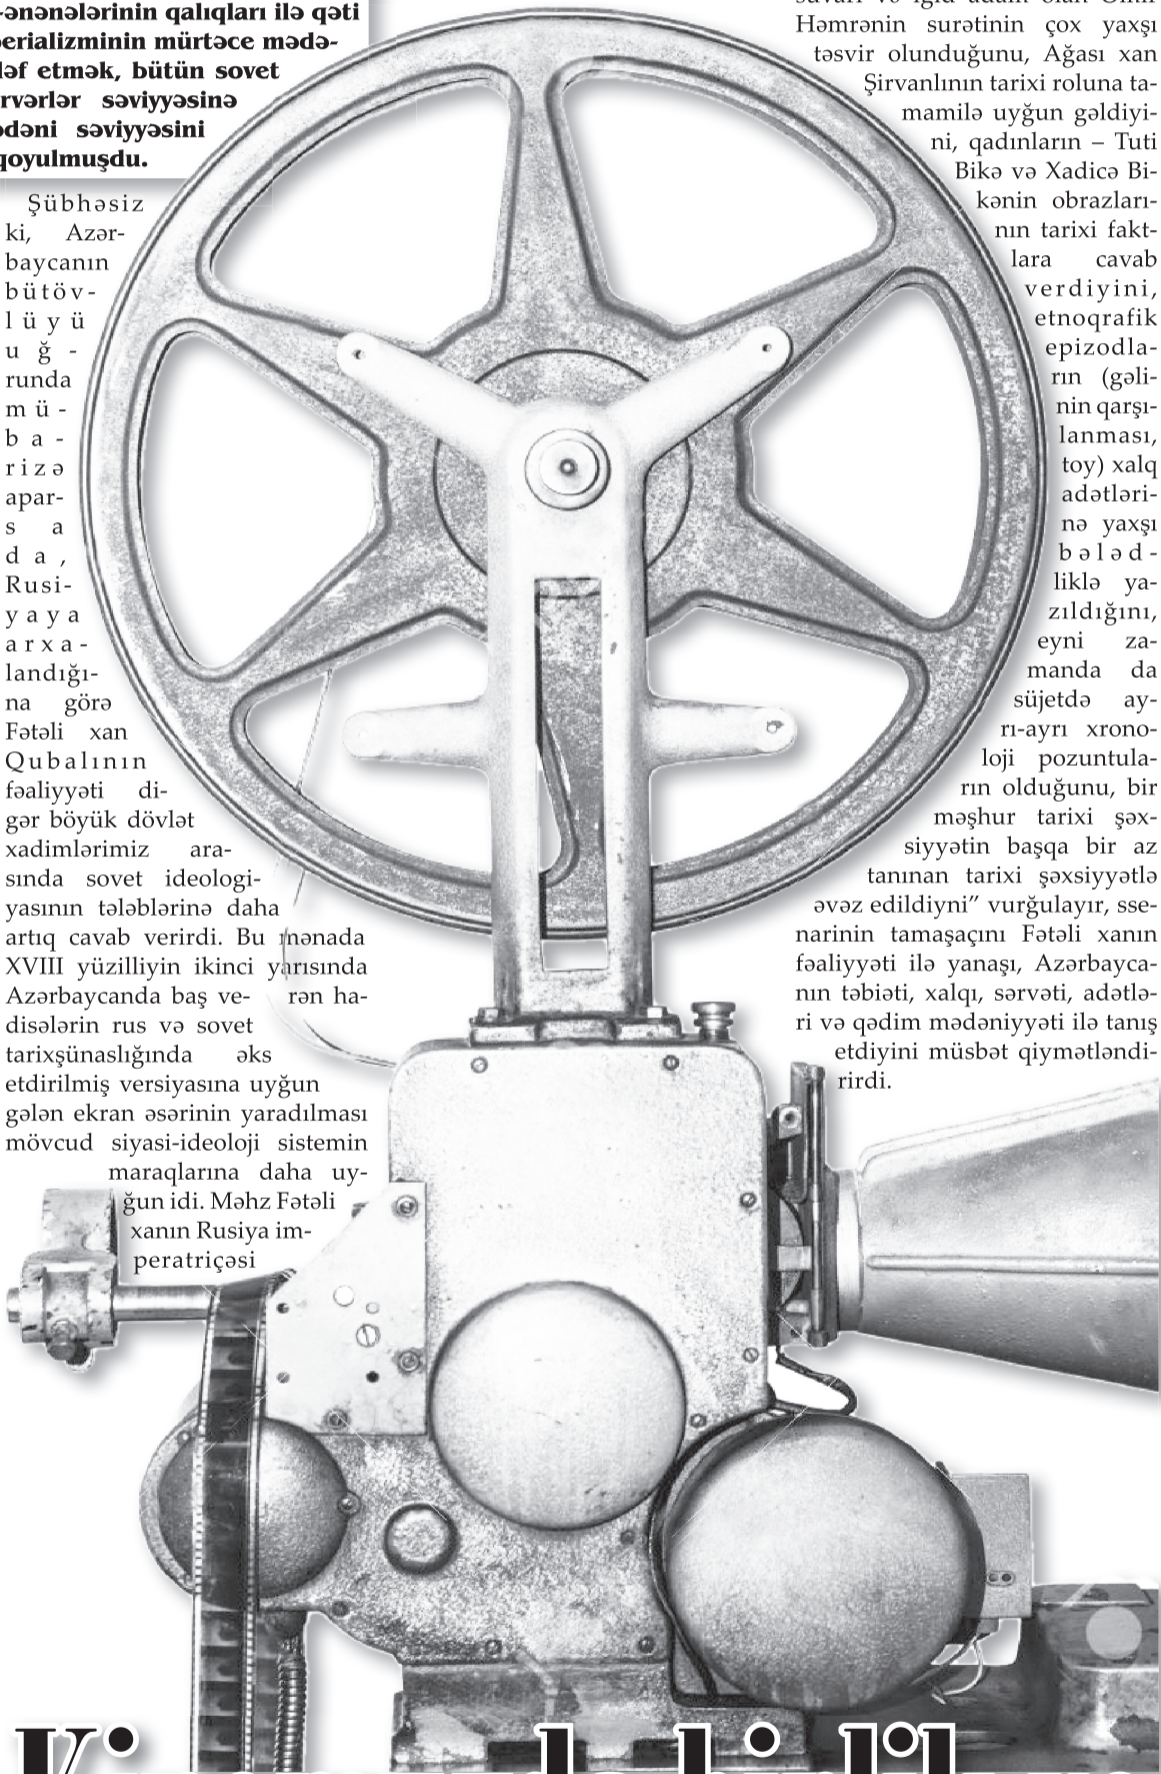 -ənənələrinin qalıqları ilə qəti
erializminin mürtəce mədə-
ləf etmək, bütün sovet
rvərlər səviyyəsinə
dəni səviyyəsini
qoyulmuşdu.
Şübhəsiz
ki, Azər-
baycanın
bütöv-
lüyü
uğ-
runda
mü-
ba-
rizə
apar-
sa
da,
Rusi-
yaya
arxa-
landığı-
na görə
Fətəli xan
Qubalının
fəaliyyəti di-
gər böyük dövlət
xadimlərimiz ara-
sında sovet ideologi-
yasının tələblərinə daha
artıq cavab verirdi. Bu mənada
XVIII yüzilliyin ikinci yarısında
Azərbaycanda baş ve- rən ha-
disələrin rus və sovet
tarixşünaslığında əks
etdirilmiş versiyasına uyğun
gələn ekran əsərinin yaradılması
mövcud siyasi-ideoloji sistemin
maraqlarına daha uy-
ğun idi. Məhz Fətəli
xanın Rusiya im-
peratriçəsi
Həmrənin surətinin çox yaxşı
təsvir olunduğunu, Ağası xan
Şirvanlının tarixi roluna ta-
mamilə uyğun gəldiyi-
ni, qadınların – Tuti
Bikə və Xadicə Bi-
kənin obrazları-
nın tarixi fakt-
lara cavab
verdiyini,
etnoqrafik
epizodla-
rın (gəli-
nin qarşı-
lanması,
toy) xalq
adətləri-
nə yaxşı
bələd-
liklə ya-
zıldığını,
eyni za-
manda da
süjetdə ay-
rı-ayrı xrono-
loji pozuntula-
rın olduğunu, bir
məşhur tarixi şəx-
siyyətin başqa bir az
tanınan tarixi şəxsiyyətlə
əvəz edildiyni” vurğulayır, sse-
narinin tamaşaçını Fətəli xanın
fəaliyyəti ilə yanaşı, Azərbayca-
nın təbiəti, xalqı, sərvəti, adətlə-
ri və qədim mədəniyyəti ilə tanış
etdiyini müsbət qiymətləndi-
rirdi.